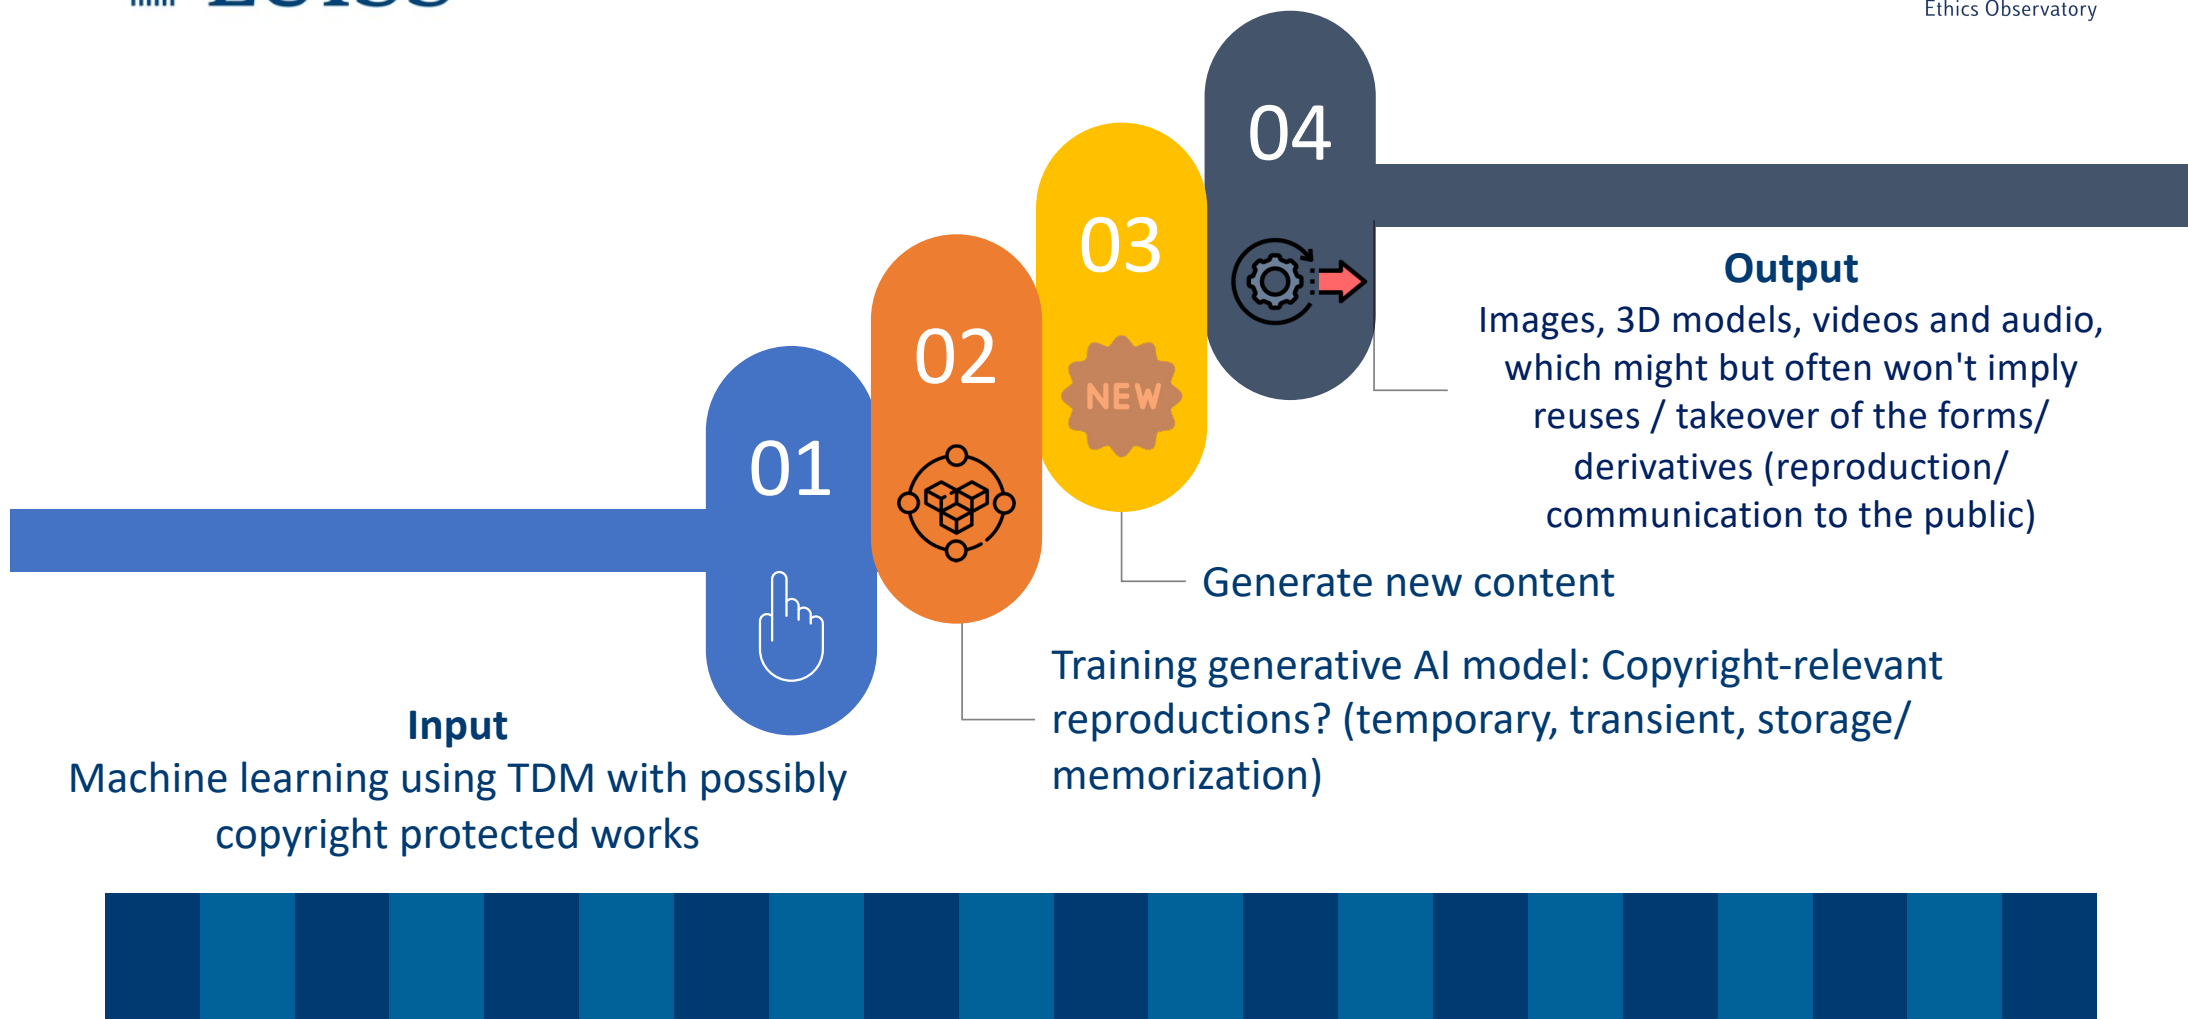 LUISS
Ethics Observatory
04
03
02
01
NEW
Output
Images, 3D models, videos and audio,
which might but often won't imply
reuses / takeover of the forms/
derivatives (reproduction/
communication to the public)
Generate new content
Training generative AI model: Copyright-relevant
reproductions? (temporary, transient, storage/
memorization)
Input
Machine learning using TDM with possibly
copyright protected works